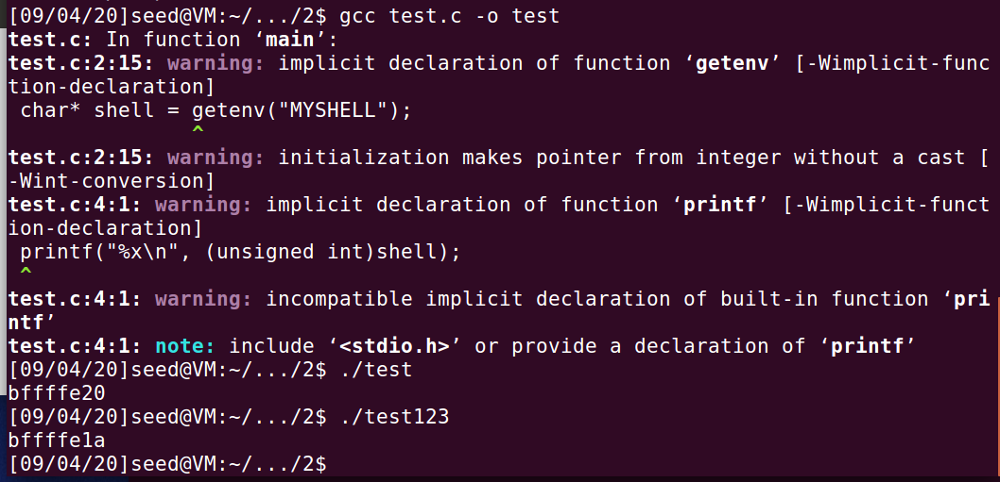 [09/04/20]seed@VM:~/.../2$ gcc test.c -o test
test.c: In function ‘main’:
test.c:2:15: warning: implicit declaration of function ‘getenv’ [-Wimplicit-func
tion-declaration]
 char* shell = getenv("MYSHELL");
               ^
test.c:2:15: warning: initialization makes pointer from integer without a cast [
-Wint-conversion]
test.c:4:1: warning: implicit declaration of function ‘printf’ [-Wimplicit-funct
ion-declaration]
 printf("%x\n", (unsigned int)shell);
 ^
test.c:4:1: warning: incompatible implicit declaration of built-in function ‘pri
ntf’
test.c:4:1: note: include ‘<stdio.h>’ or provide a declaration of ‘printf’
[09/04/20]seed@VM:~/.../2$ ./test
bffffe20
[09/04/20]seed@VM:~/.../2$ ./test123
bffffe1a
[09/04/20]seed@VM:~/.../2$